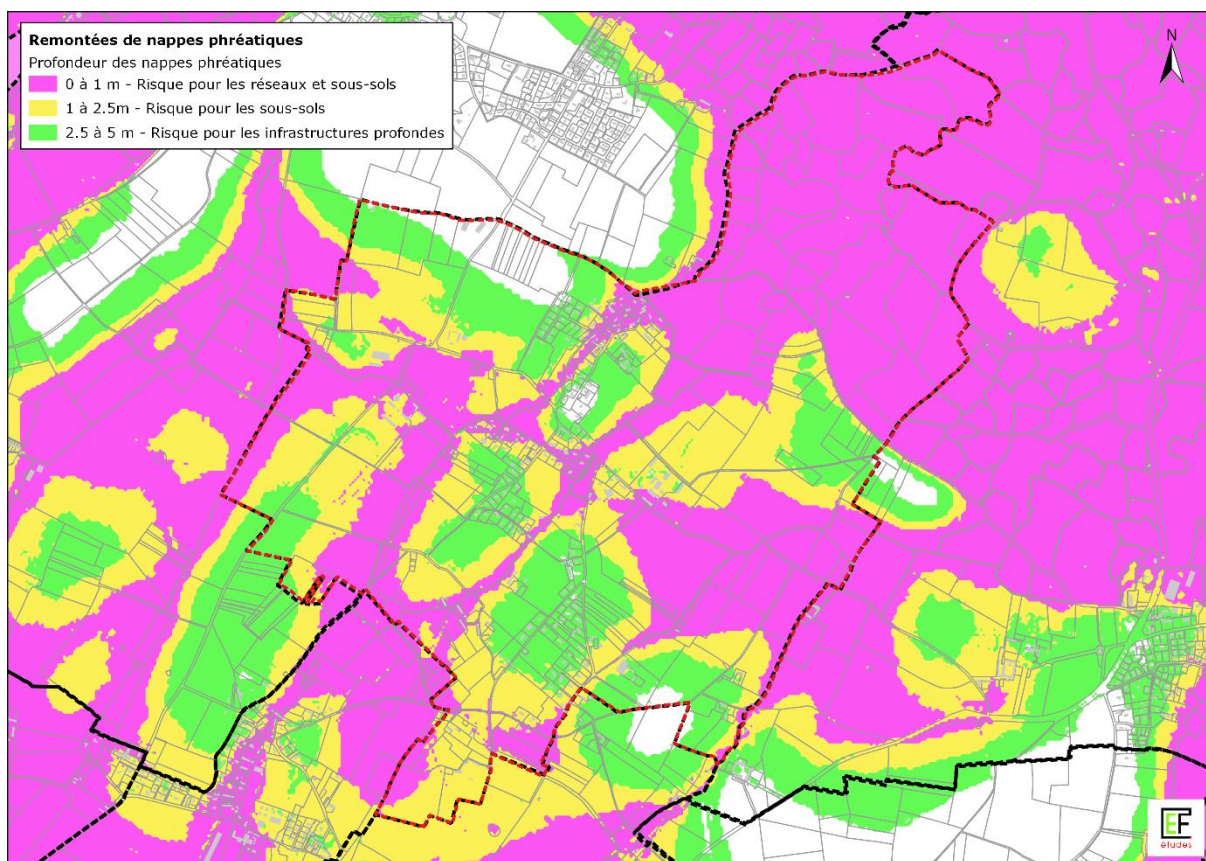 Remontées de nappes phréatiques
Profondeur des nappes phréatiques
0 à 1 m - Risque pour les réseaux et sous-sols
1 à 2.5m - Risque pour les sous-sols
2.5 à 5 m - Risque pour les infrastructures profondes
N
EF
études